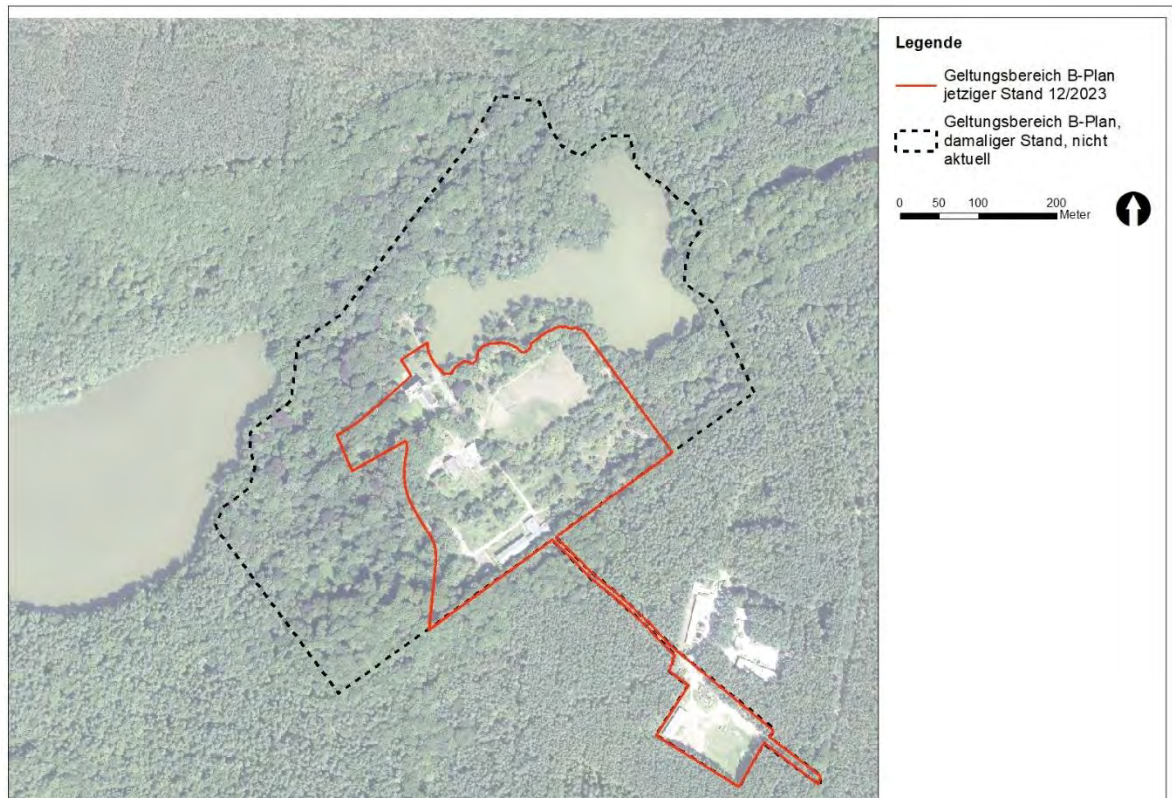 Legende
Geltungsbereich B-Plan
jetziger Stand 12/2023
Geltungsbereich B-Plan,
damaliger Stand, nicht
aktuell
0 50 100 200
Meter